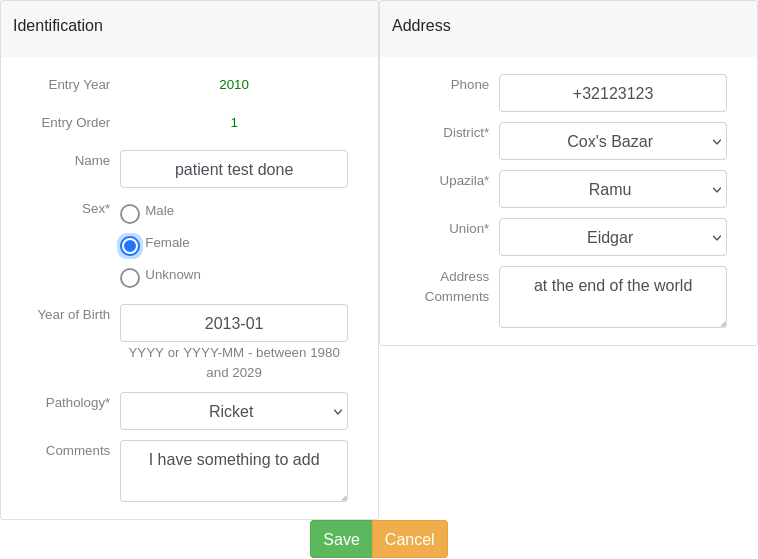 Identification
Entry Year 2010
Entry Order 1
Name patient test done
Sex* Male
Female
Unknown
Year of Birth 2013-01
YYYY or YYYY-MM - between 1980
and 2029
Pathology* Ricket
Comments I have something to add
Address
Phone +32123123
District* Cox's Bazar
Upazila* Ramu
Union* Eidgar
Address
Comments
at the end of the world
Save Cancel